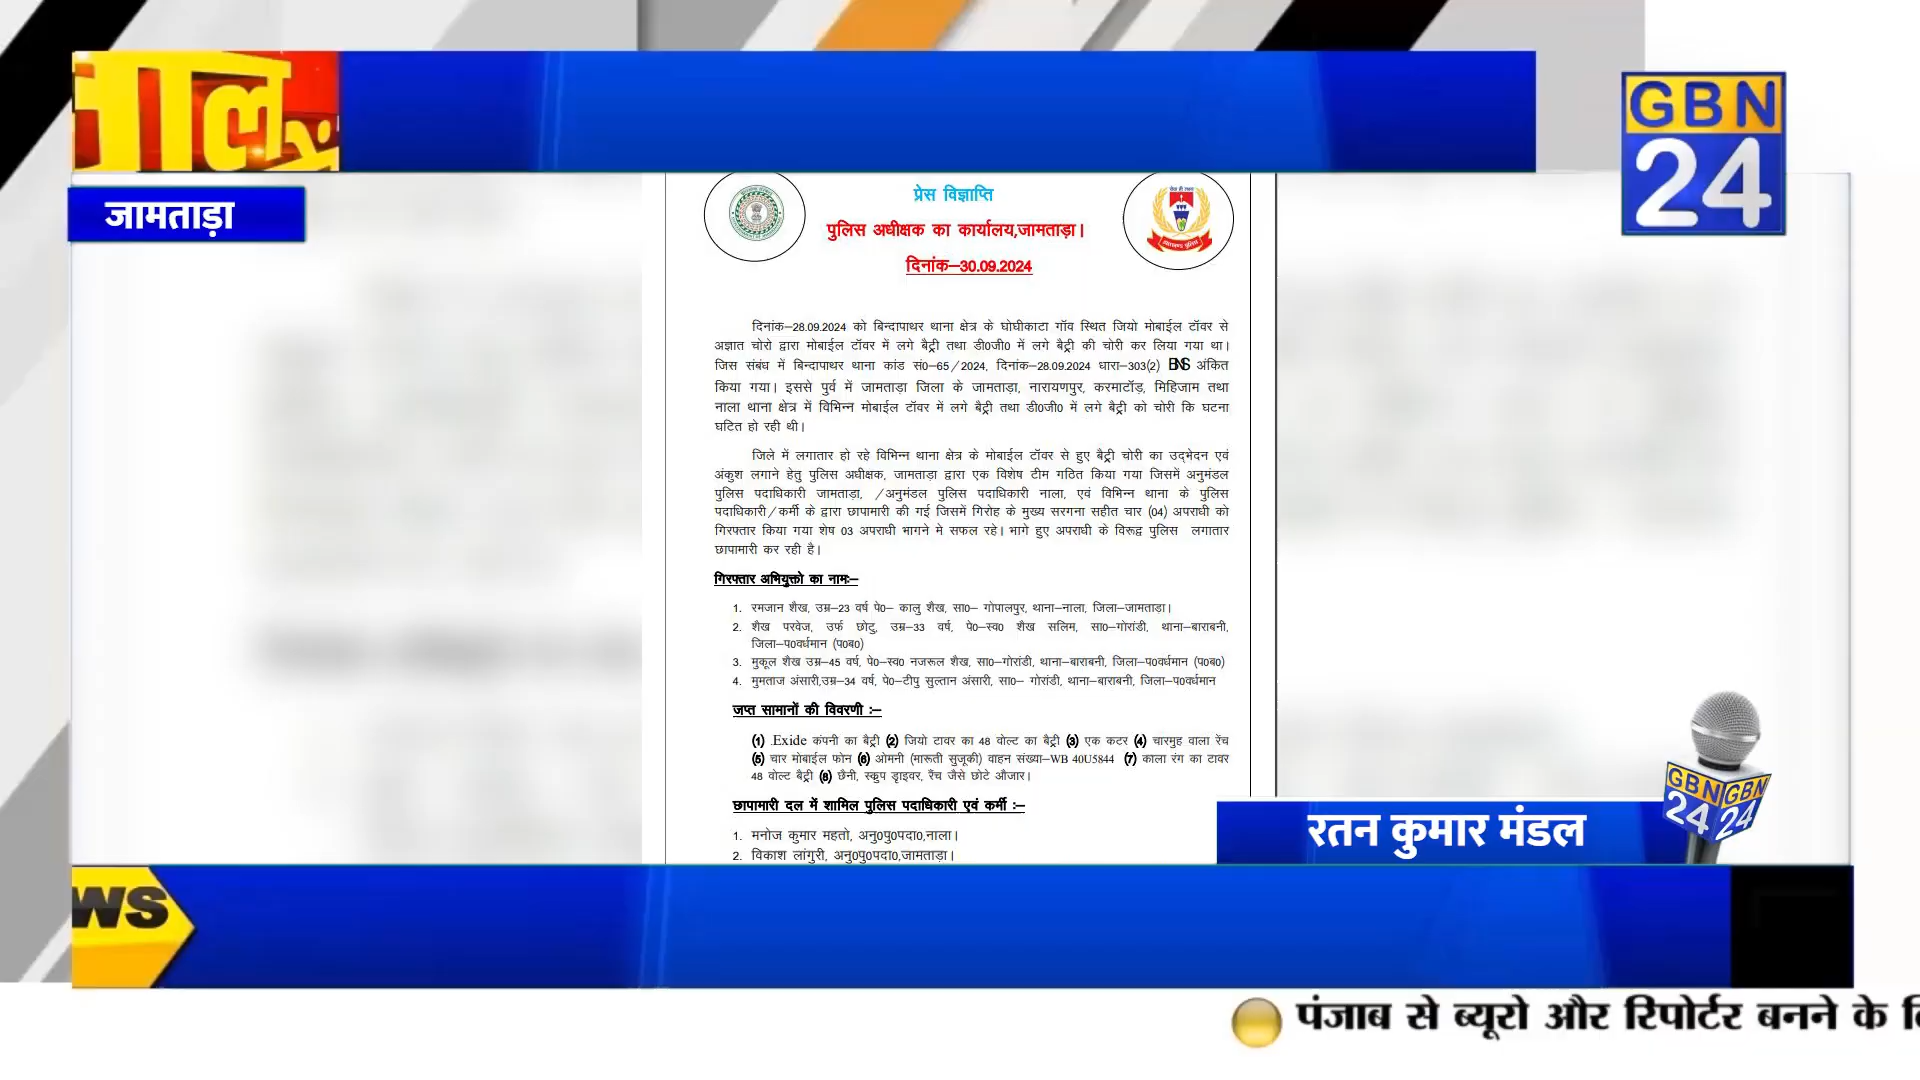 GBN
24
जामताड़ा
प्रेस विज्ञाप्ति
पुलिस अधीक्षक का कार्यालय,जामताड़ा।
दिनांक–30.09.2024
दिनांक–28.09.2024 को बिन्दापाथर थाना क्षेत्र के घोघीकाटा गॉव स्थित जियो मोबाईल टॉवर से
अज्ञात चोरो द्वारा मोबाईल टॉवर में लगे बैट्री तथा डी0जी0 में लगे बैट्री की चोरी कर लिया गया था।
जिस संबंध में बिन्दापाथर थाना कांड सं0–65/2024, दिनांक–28.09.2024 धारा–303(2) BNS अंकित
किया गया। इससे पुर्व में जामताड़ा जिला के जामताड़ा, नारायणपुर, करमाटॉड़, मिहिजाम तथा
नाला थाना क्षेत्र में विभिन्न मोबाईल टॉवर में लगे बैट्री तथा डी0जी0 में लगे बैट्री को चोरी कि घटना
घटित हो रही थी।
जिले में लगातार हो रहे विभिन्न थाना क्षेत्र के मोबाईल टॉवर से हुए बैट्री चोरी का उद्भेदन एवं
अंकुश लगाने हेतु पुलिस अधीक्षक, जामताड़ा द्वारा एक विशेष टीम गठित किया गया जिसमें अनुमंडल
पुलिस पदाधिकारी जामताड़ा, /अनुमंडल पुलिस पदाधिकारी नाला, एवं विभिन्न थाना के पुलिस
पदाधिकारी/कर्मी के द्वारा छापामारी की गई जिसमें गिरोह के मुख्य सरगना सहीत चार (04) अपराधी को
गिरफ्तार किया गया शेष 03 अपराधी भागने मे सफल रहे। भागे हुए अपराधी के विरूद्व पुलिस लगातार
छापामारी कर रही है।
गिरफ्तार अभियुक्तो का नामः–
1. रमजान शैख, उम्र–23 वर्ष पे0– कालु शैख, सा0– गोपालपुर, थाना–नाला, जिला–जामताडा।
2. शैख परवेज, उर्फ छोटु, उम्र–33 वर्ष, पे0–स्व0 शैख सलिम, सा0–गोरांडी, थाना–बाराबनी,
जिला–प0वर्धमान (प0ब0)
3. मुकूल शैख उम्र–45 वर्ष, पे0–स्व0 नजरूल शैख, सा0–गोरांडी, थाना–बाराबनी, जिला–प0वर्धमान (प0ब0)
4. मुमताज अंसारी,उम्र–34 वर्ष, पे0–टीपु सुल्तान अंसारी, सा0– गोरांडी, थाना–बाराबनी, जिला–प0वर्धमान
जप्त सामानों की विवरणी :–
(1) .Exide कंपनी का बैट्री (2) जियो टावर का 48 वोल्ट का बैट्री (3) एक कटर (4) चारमुह वाला रेंच
(5) चार मोबाईल फोन (6) ओमनी (मारूती सुजूकी) वाहन संख्या–WB 40U5844 (7) काला रंग का टावर
48 वोल्ट बैट्री (8) छैनी, स्कुप ड्राइवर, रैंच जैसे छोटे औजार।
छापामारी दल में शामिल पुलिस पदाधिकारी एवं कर्मी :–
1. मनोज कुमार महतो, अनु0पु0पदा0,नाला।
2. विकाश लांगुरी, अनु0पु0पदा0,जामताड़ा।
GBN GBN
24 24
रतन कुमार मंडल
WS
पंजाब से ब्यूरो और रिपोर्टर बनने के